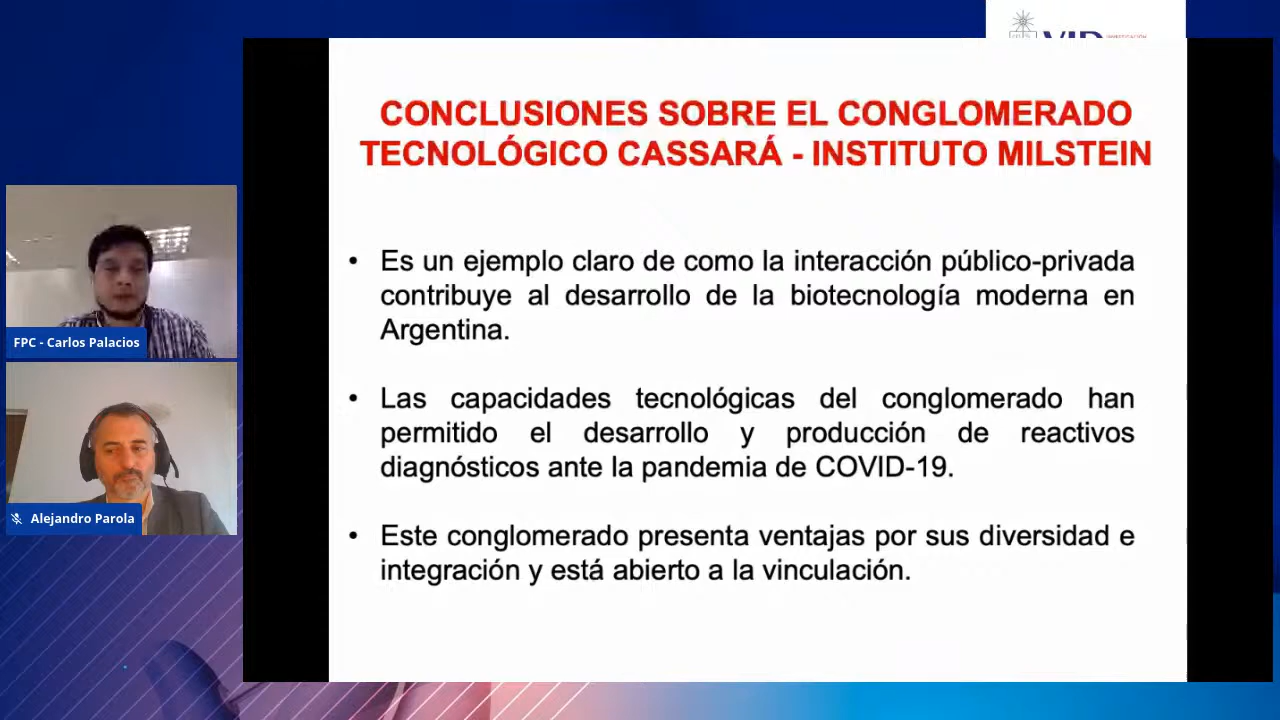 CONCLUSIONES SOBRE EL CONGLOMERADO
TECNOLÓGICO CASSARÁ - INSTITUTO MILSTEIN
• Es un ejemplo claro de como la interacción público-privada
contribuye al desarrollo de la biotecnología moderna en
Argentina.
• Las capacidades tecnológicas del conglomerado han
permitido el desarrollo y producción de reactivos
diagnósticos ante la pandemia de COVID-19.
• Este conglomerado presenta ventajas por sus diversidad e
integración y está abierto a la vinculación.
FPC - Carlos Palacios
Alejandro Parola